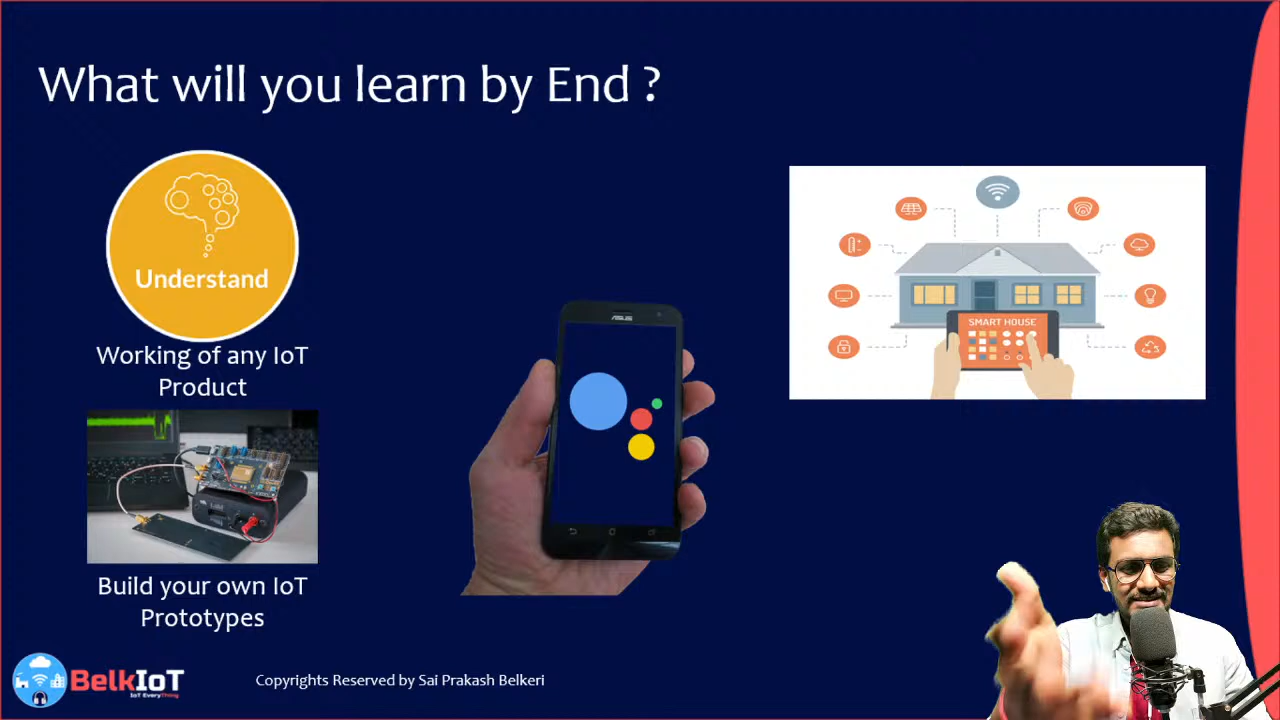 What will you learn by End ?
Understand
Working of any IoT
Product
ASUS
SMART HOUSE
Build your own IoT
Prototypes
BelkIoT
IoT EveryThing
Copyrights Reserved by Sai Prakash Belkeri